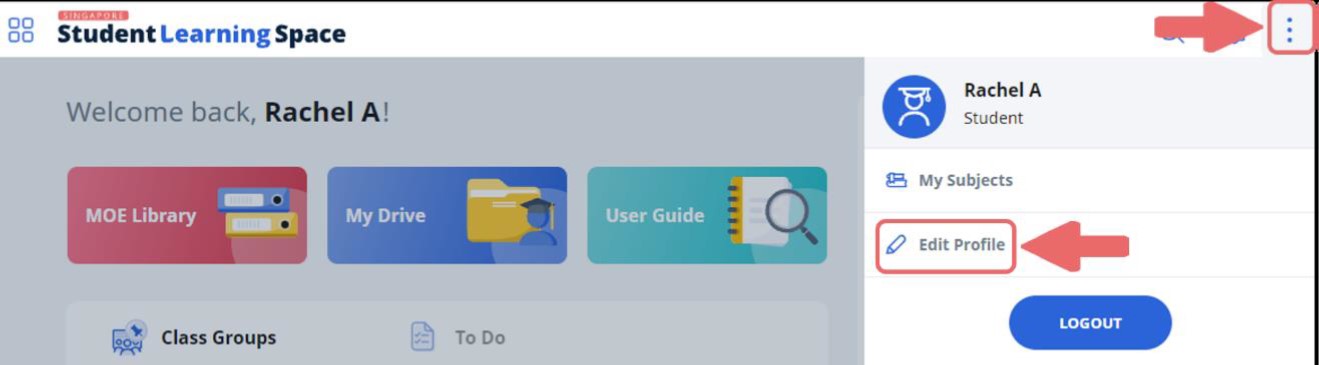 SINGAPORE
Student Learning Space
Welcome back, Rachel A!
MOE Library
My Drive
User Guide
Class Groups
To Do
Rachel A
Student
My Subjects
Edit Profile
LOGOUT